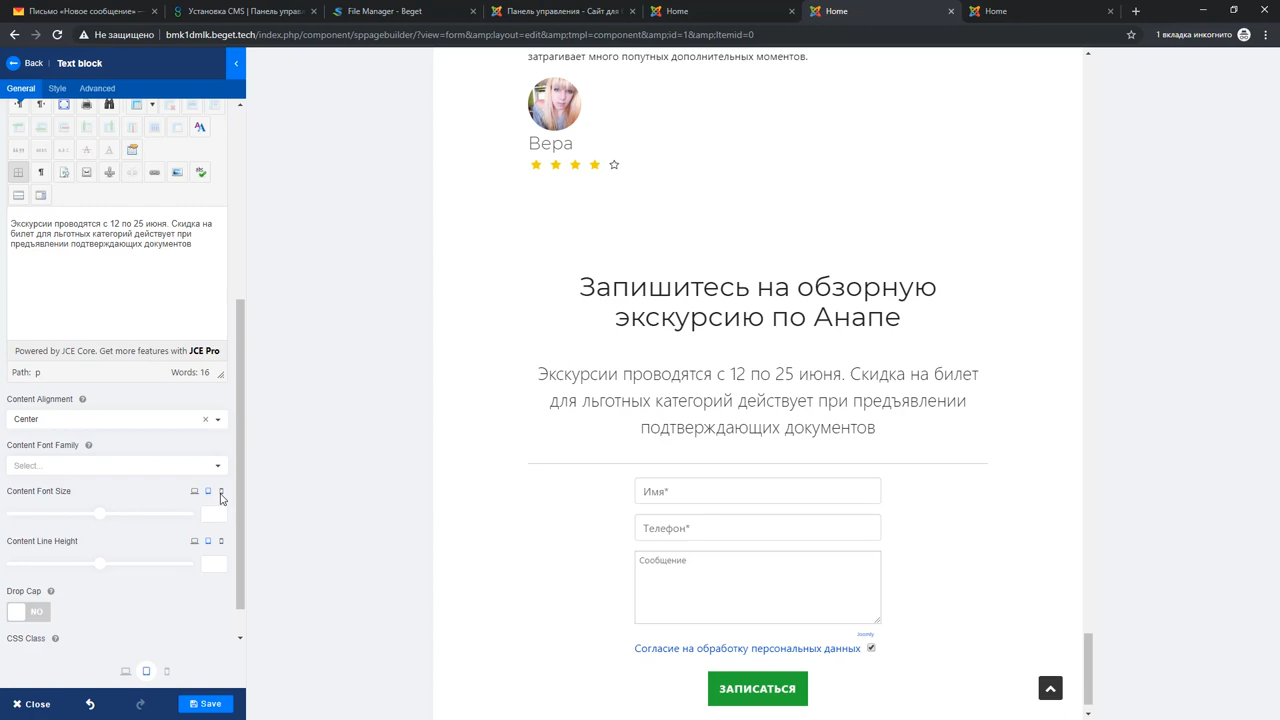 Почта — Входящие — Яндекс
Установка CMS | Панель управл
File Manager - Beget
Панель управления - Сайт для t
Home
Home
Не защищено
bmk1dmlk.beget.tech/index.php/component/sppagebuilder/?view=form&amp;layout=edit&amp;tmpl=component&amp;id=1&amp;Itemid=0
1 вкладка инкогнито
Back
Text block
General Style Advanced
Экскурсии проводятся с 12 по 25 июня. Скидка на
билет для льготных категорий действует при
предъявлении подтверждающих документов
Powered by JCE Core. Get more features with JCE Pro
Path: p
Words: 16
Content Alignment
Center
Content Font Family
Select...
Content Font Size
Content Line Height
Drop Cap
NO
CSS Class
Close
Save
затрагивает много попутных дополнительных моментов.
Вера
Запишитесь на обзорную
экскурсию по Анапе
Экскурсии проводятся с 12 по 25 июня. Скидка на билет
для льготных категорий действует при предъявлении
подтверждающих документов
Имя*
Телефон*
Сообщение
Joomly
Согласие на обработку персональных данных
ЗАПИСАТЬСЯ